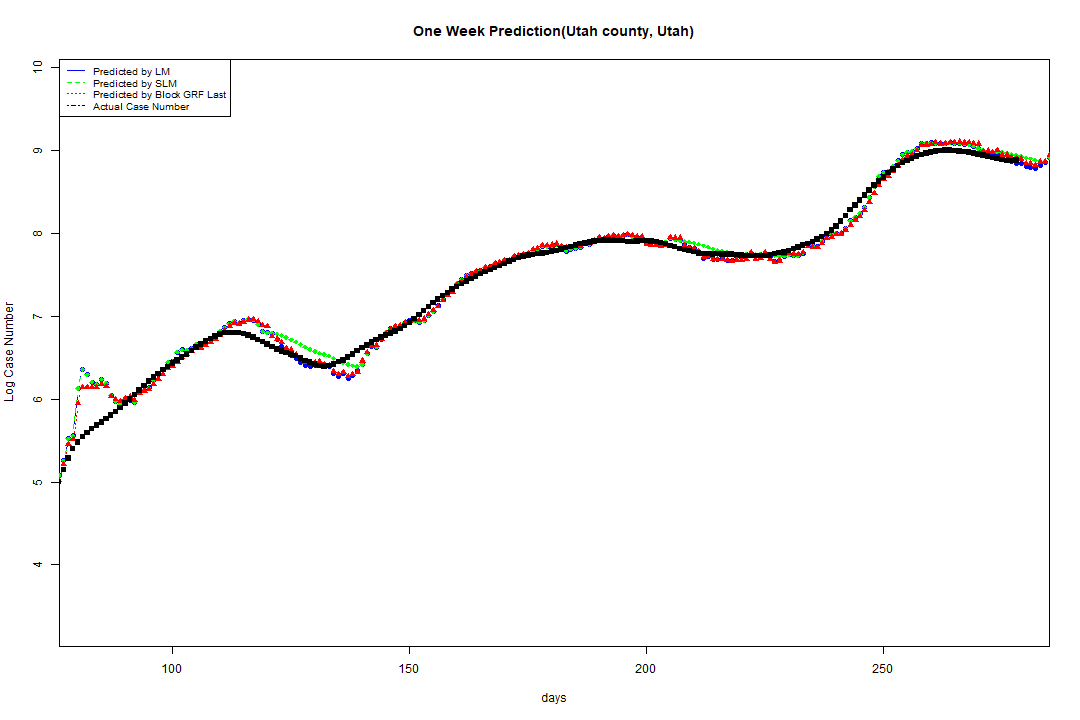 One Week Prediction(Utah county, Utah)
Predicted by LM
Predicted by SLM
Predicted by Block GRF Last
Actual Case Number
10
9
8
7
6
5
4
Log Case Number
100 150 200 250
days